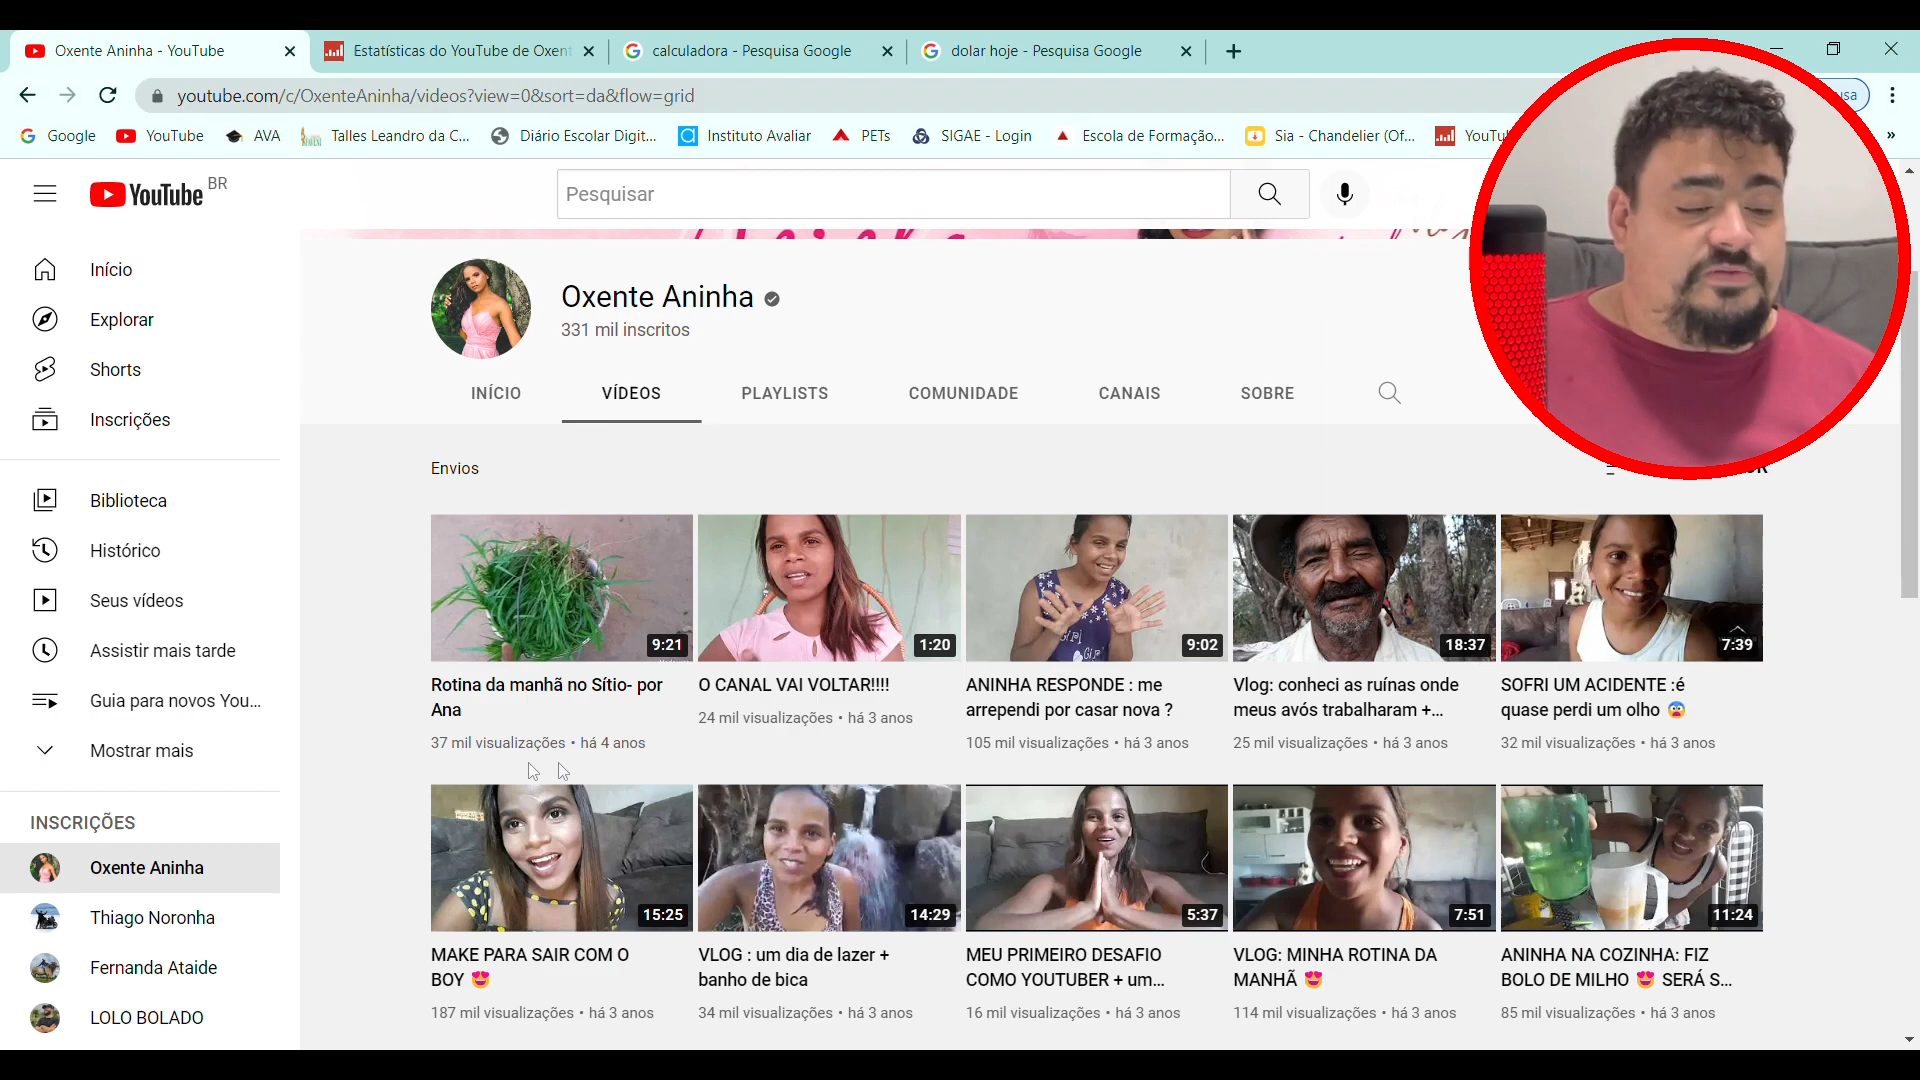 Oxente Aninha - YouTube
Estatísticas do YouTube de Oxent
calculadora - Pesquisa Google
dolar hoje - Pesquisa Google
youtube.com/c/OxenteAninha/videos?view=0&sort=da&flow=grid
Google
YouTube
AVA
Talles Leandro da C...
Diário Escolar Digit...
Instituto Avaliar
PETs
SIGAE - Login
Escola de Formação...
Sia - Chandelier (Of...
YouTu
YouTube BR
Pesquisar
Início
Explorar
Shorts
Inscrições
Biblioteca
Histórico
Seus vídeos
Assistir mais tarde
Guia para novos You...
Mostrar mais
INSCRIÇÕES
Oxente Aninha
Thiago Noronha
Fernanda Ataide
LOLO BOLADO
Oxente Aninha
331 mil inscritos
INÍCIO
VÍDEOS
PLAYLISTS
COMUNIDADE
CANAIS
SOBRE
Envios
9:21
Rotina da manhã no Sítio- por
Ana
37 mil visualizações • há 4 anos
1:20
O CANAL VAI VOLTAR!!!!
24 mil visualizações • há 3 anos
9:02
ANINHA RESPONDE : me
arrependi por casar nova ?
105 mil visualizações • há 3 anos
18:37
Vlog: conheci as ruínas onde
meus avós trabalharam +...
25 mil visualizações • há 3 anos
7:39
SOFRI UM ACIDENTE :é
quase perdi um olho 😨
32 mil visualizações • há 3 anos
15:25
MAKE PARA SAIR COM O
BOY 😍
187 mil visualizações • há 3 anos
14:29
VLOG : um dia de lazer +
banho de bica
34 mil visualizações • há 3 anos
5:37
MEU PRIMEIRO DESAFIO
COMO YOUTUBER + um...
16 mil visualizações • há 3 anos
7:51
VLOG: MINHA ROTINA DA
MANHÃ 😍
114 mil visualizações • há 3 anos
11:24
ANINHA NA COZINHA: FIZ
BOLO DE MILHO 😍 SERÁ S...
85 mil visualizações • há 3 anos